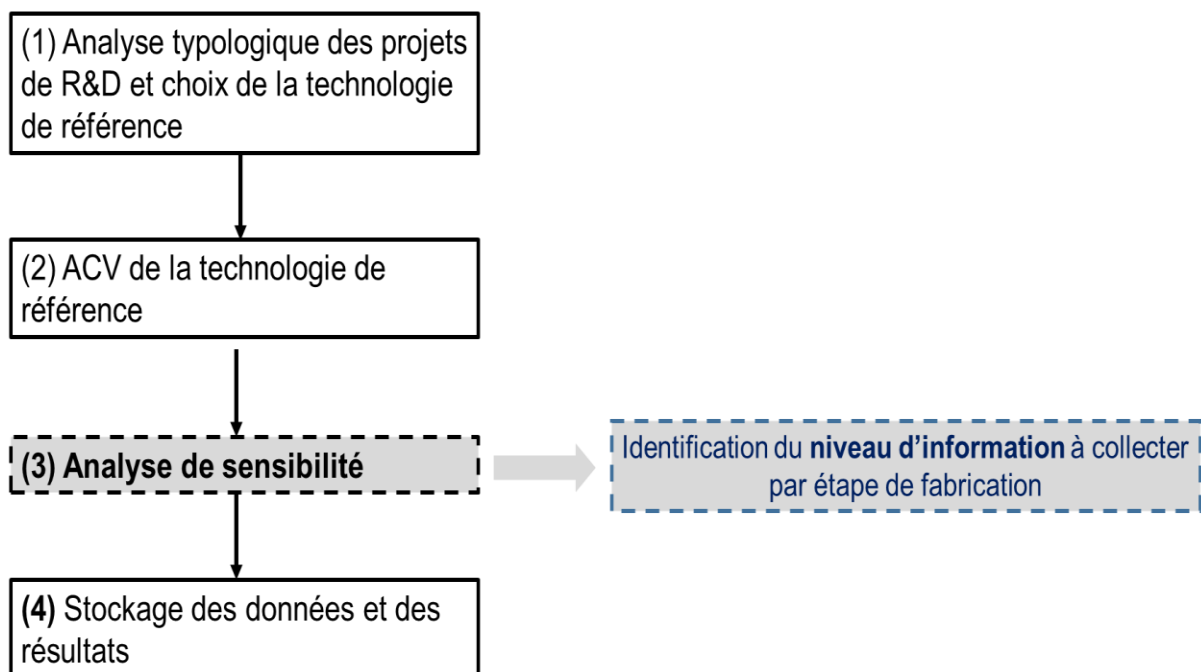 (1) Analyse typologique des projets
de R&D et choix de la technologie
de référence
(2) ACV de la technologie de
référence
(3) Analyse de sensibilité
Identification du niveau d’information à collecter
par étape de fabrication
(4) Stockage des données et des
résultats